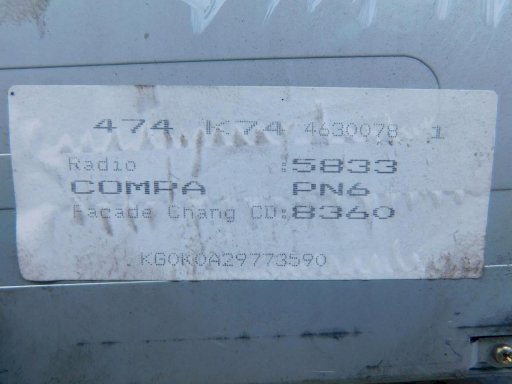 474 K74 4630078 1
Radio :5833
COMPA PN6
Facade Chang CD:8360
KG0K0A29773590